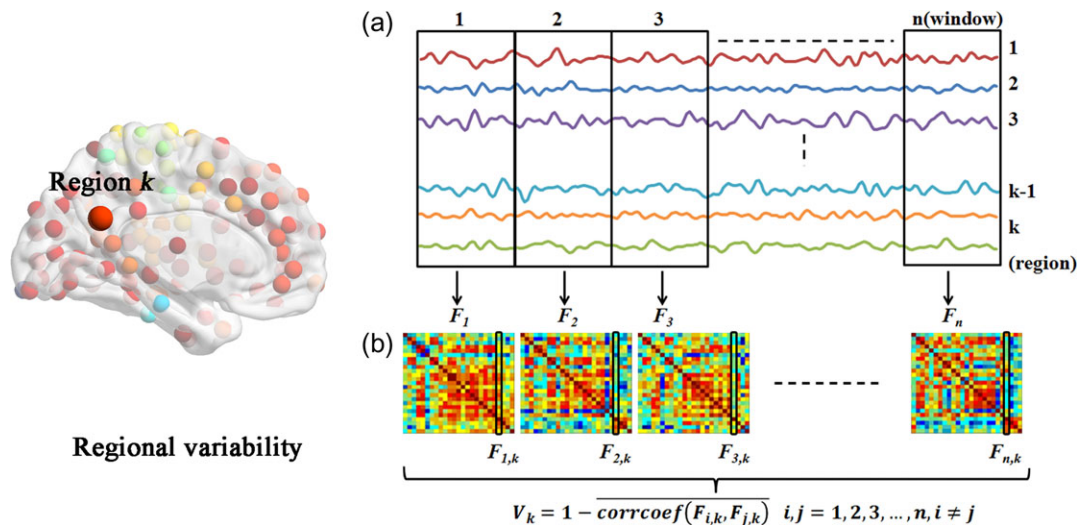 (a)
1 2 3 n(window)
1
2
3
k-1
k
(region)
Region k
F₁ F₂ F₃ Fₙ
(b)
F₁,ₖ F₂,ₖ F₃,ₖ Fₙ,ₖ
Regional variability
Vₖ = 1 − \overline{corrcoef(Fᵢ,ₖ, Fⱼ,ₖ)} i, j = 1, 2, 3, ..., n, i ≠ j